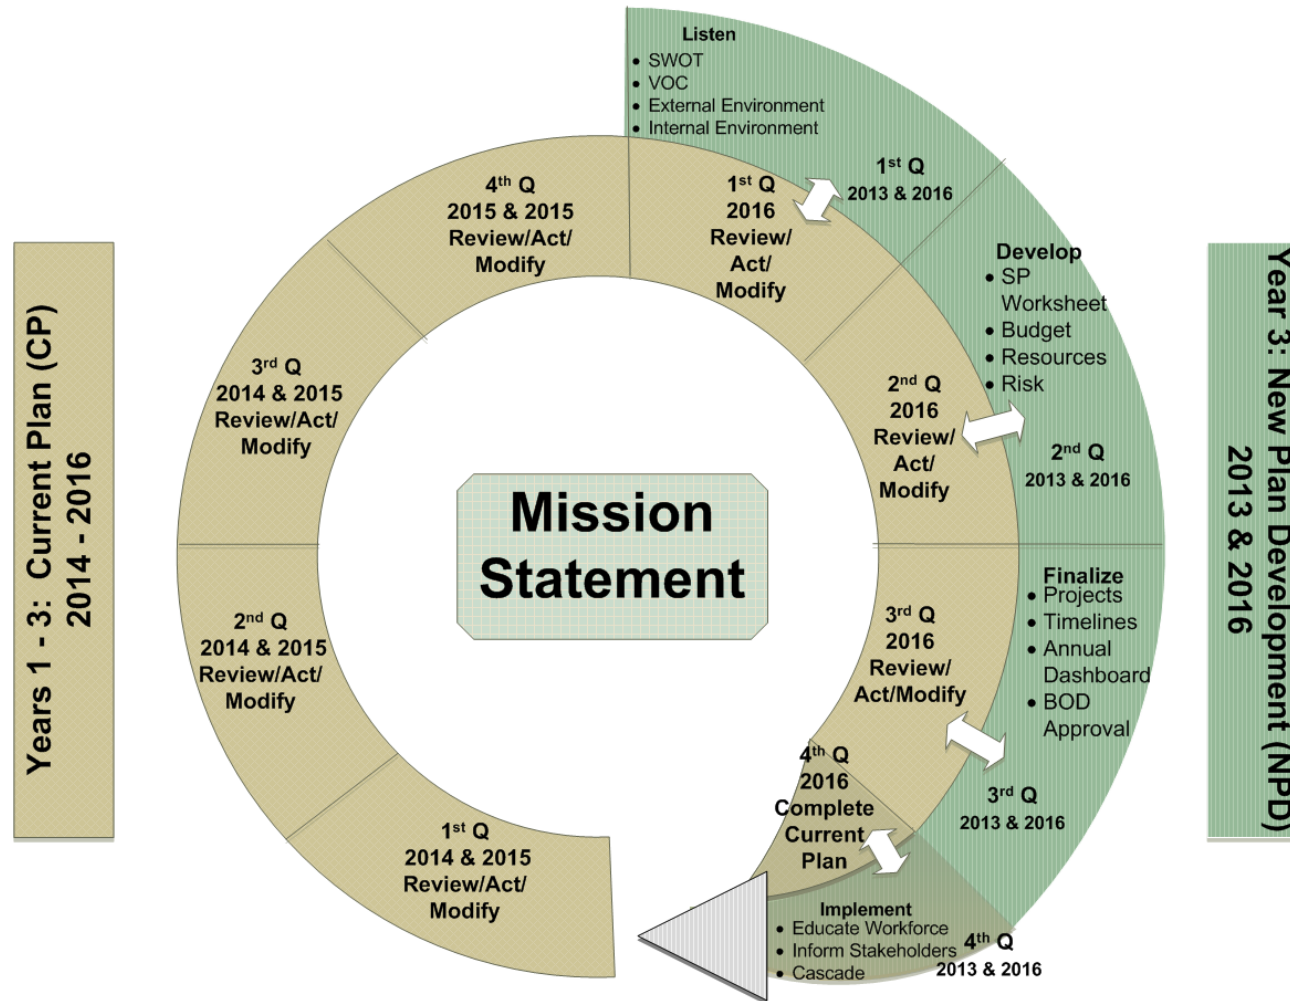 Listen
• SWOT
• VOC
• External Environment
• Internal Environment
1st Q
2013 & 2016
4th Q
2015 & 2015
Review/Act/
Modify
1st Q
2016
Review/
Act/
Modify
Develop
• SP
Worksheet
• Budget
• Resources
• Risk
2nd Q
2013 & 2016
3rd Q
2014 & 2015
Review/Act/
Modify
2nd Q
2016
Review/
Act/
Modify
Years 1 - 3: Current Plan (CP)
2014 - 2016
Mission
Statement
Year 3: New Plan Development (NPD)
2013 & 2016
Finalize
• Projects
• Timelines
• Annual
Dashboard
• BOD
Approval
3rd Q
2013 & 2016
2nd Q
2014 & 2015
Review/Act/
Modify
3rd Q
2016
Review/
Act/Modify
4th Q
2016
Complete
Current
Plan
1st Q
2014 & 2015
Review/Act/
Modify
Implement
• Educate Workforce
• Inform Stakeholders
• Cascade
4th Q
2013 & 2016